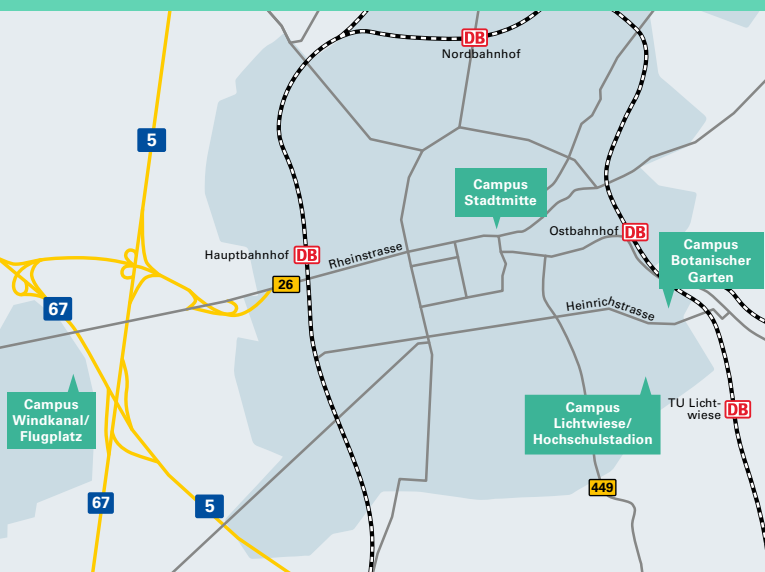 DB
Nordbahnhof
5
Campus
Stadtmitte
Ostbahnhof DB
Campus
Botanischer
Garten
Hauptbahnhof DB
Rheinstrasse
26
67
Heinrichstrasse
Campus
Windkanal/
Flugplatz
Campus
Lichtwiese/
Hochschulstadion
TU Licht-
wiese
DB
449
67
5